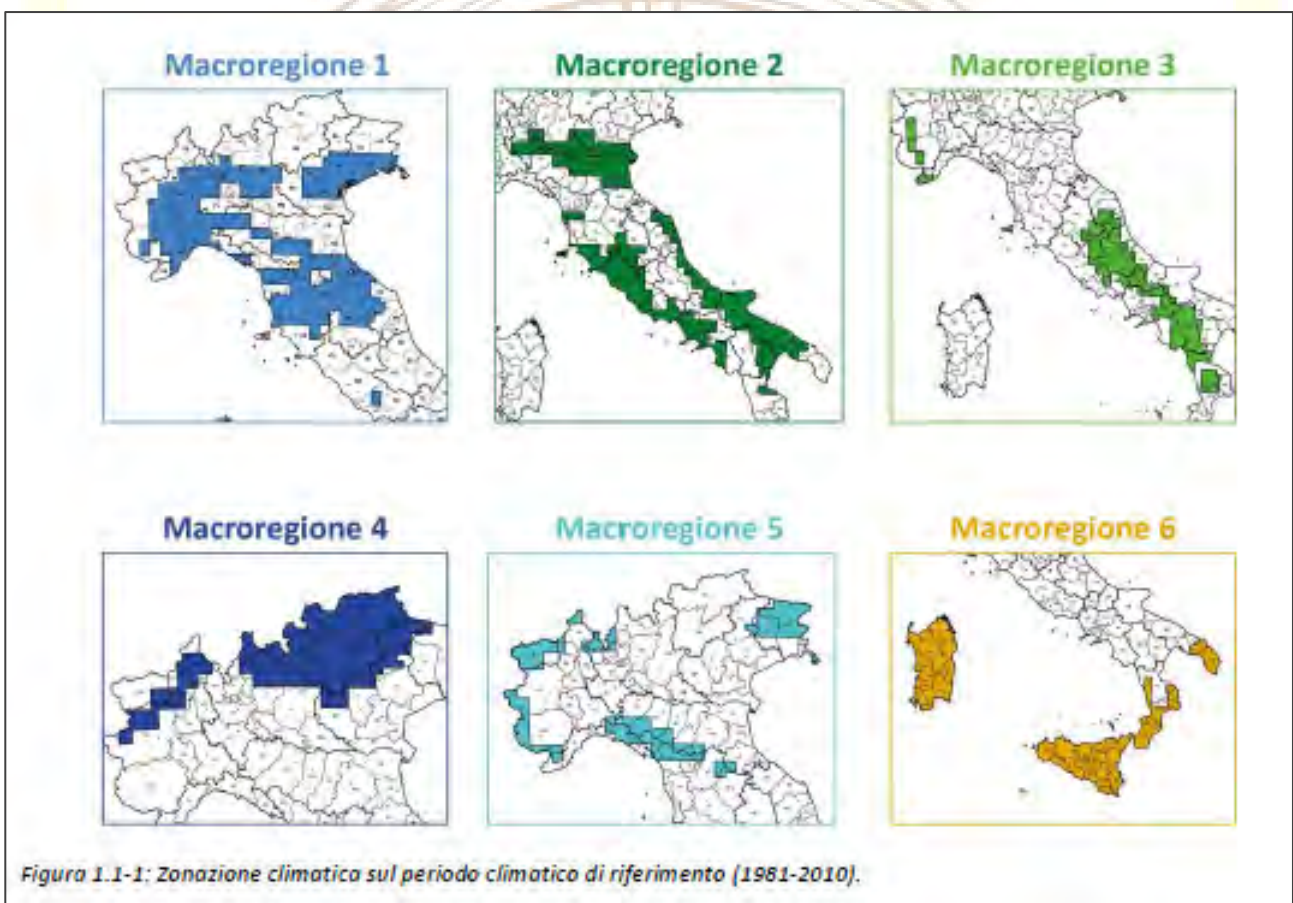 Macroregione 1
Macroregione 2
Macroregione 3
Macroregione 4
Macroregione 5
Macroregione 6
Figura 1.1-1: Zonazione climatica sul periodo climatico di riferimento (1981-2010).